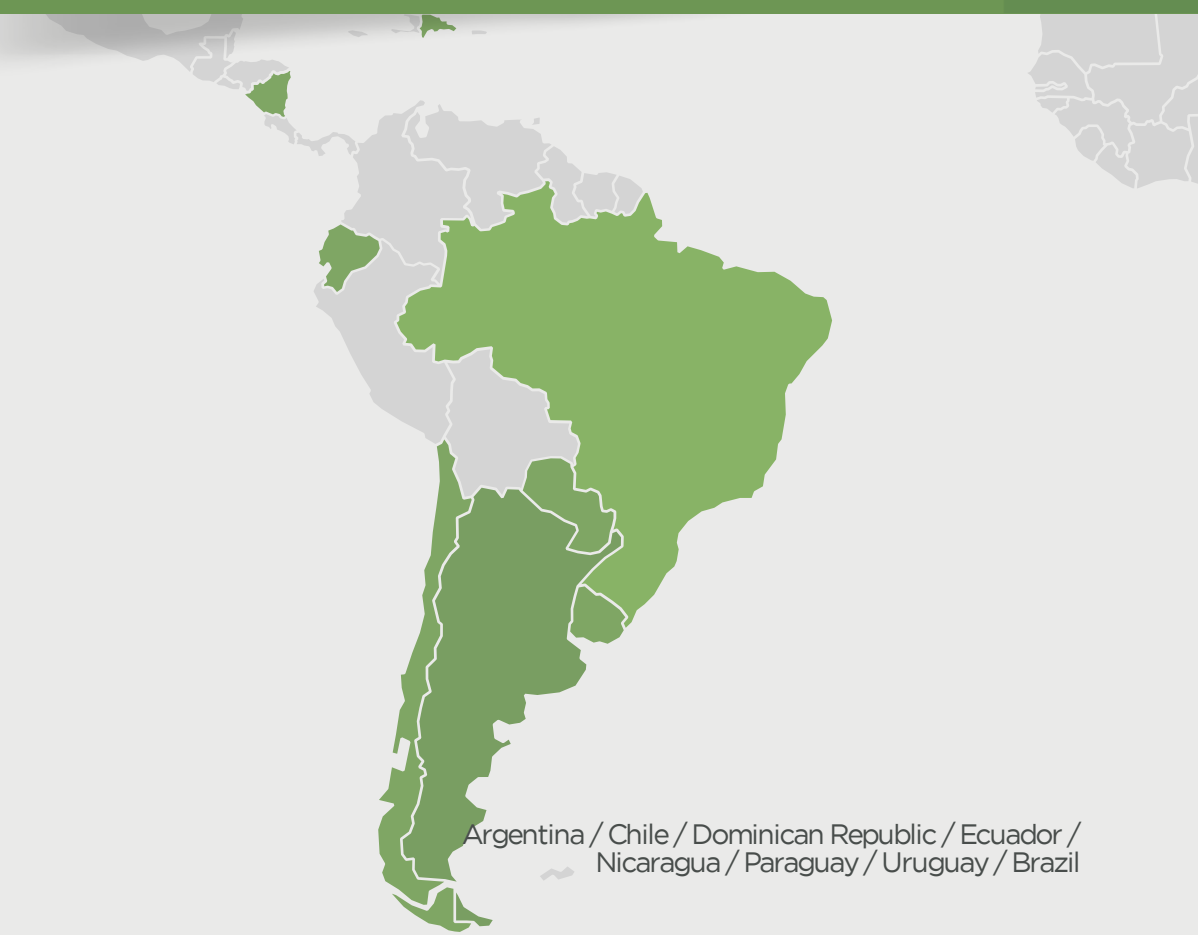 Argentina / Chile / Dominican Republic / Ecuador /
Nicaragua / Paraguay / Uruguay / Brazil